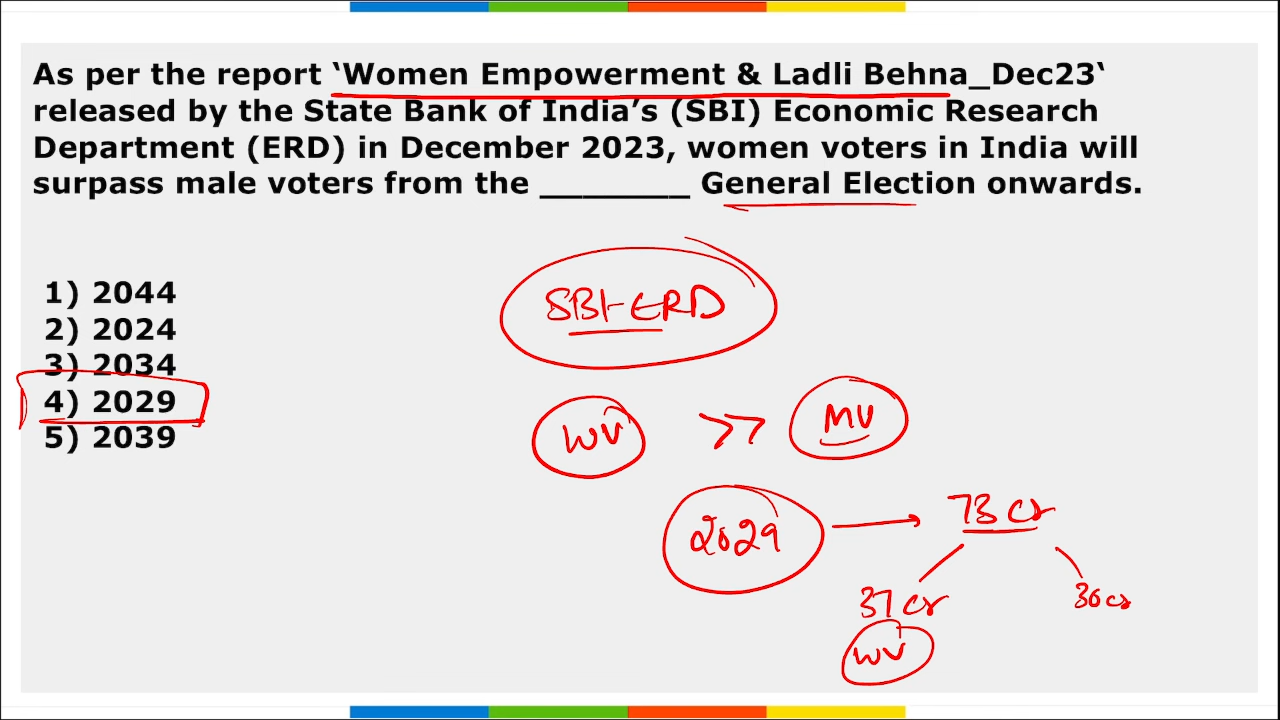 As per the report ‘Women Empowerment & Ladli Behna_Dec23‘
released by the State Bank of India’s (SBI) Economic Research
Department (ERD) in December 2023, women voters in India will
surpass male voters from the ________ General Election onwards.
1) 2044
2) 2024
3) 2034
4) 2029
5) 2039
SBI-ERD
WV >> MV
2029 → 73 cr
37 cr 36 cr
WV